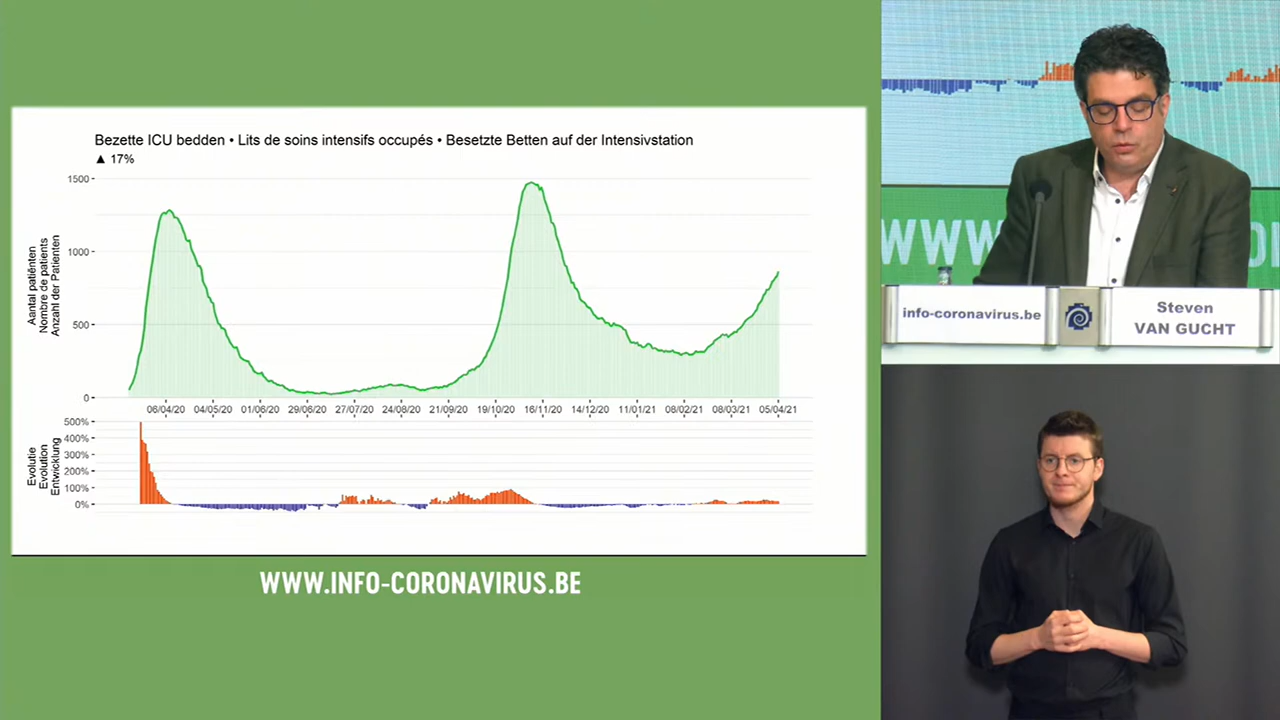 Bezette ICU bedden • Lits de soins intensifs occupés • Besetzte Betten auf der Intensivstation
▲ 17%
1500
1000
500
0
Aantal patiënten
Nombre de patients
Anzahl der Patienten
06/04/20 04/05/20 01/06/20 29/06/20 27/07/20 24/08/20 21/09/20 19/10/20 16/11/20 14/12/20 11/01/21 08/02/21 08/03/21 05/04/21
500%
400%
300%
200%
100%
0%
Evolutie
Evolution
Entwicklung
WWW.INFO-CORONAVIRUS.BE
WWW
info-coronavirus.be
Steven
VAN GUCHT